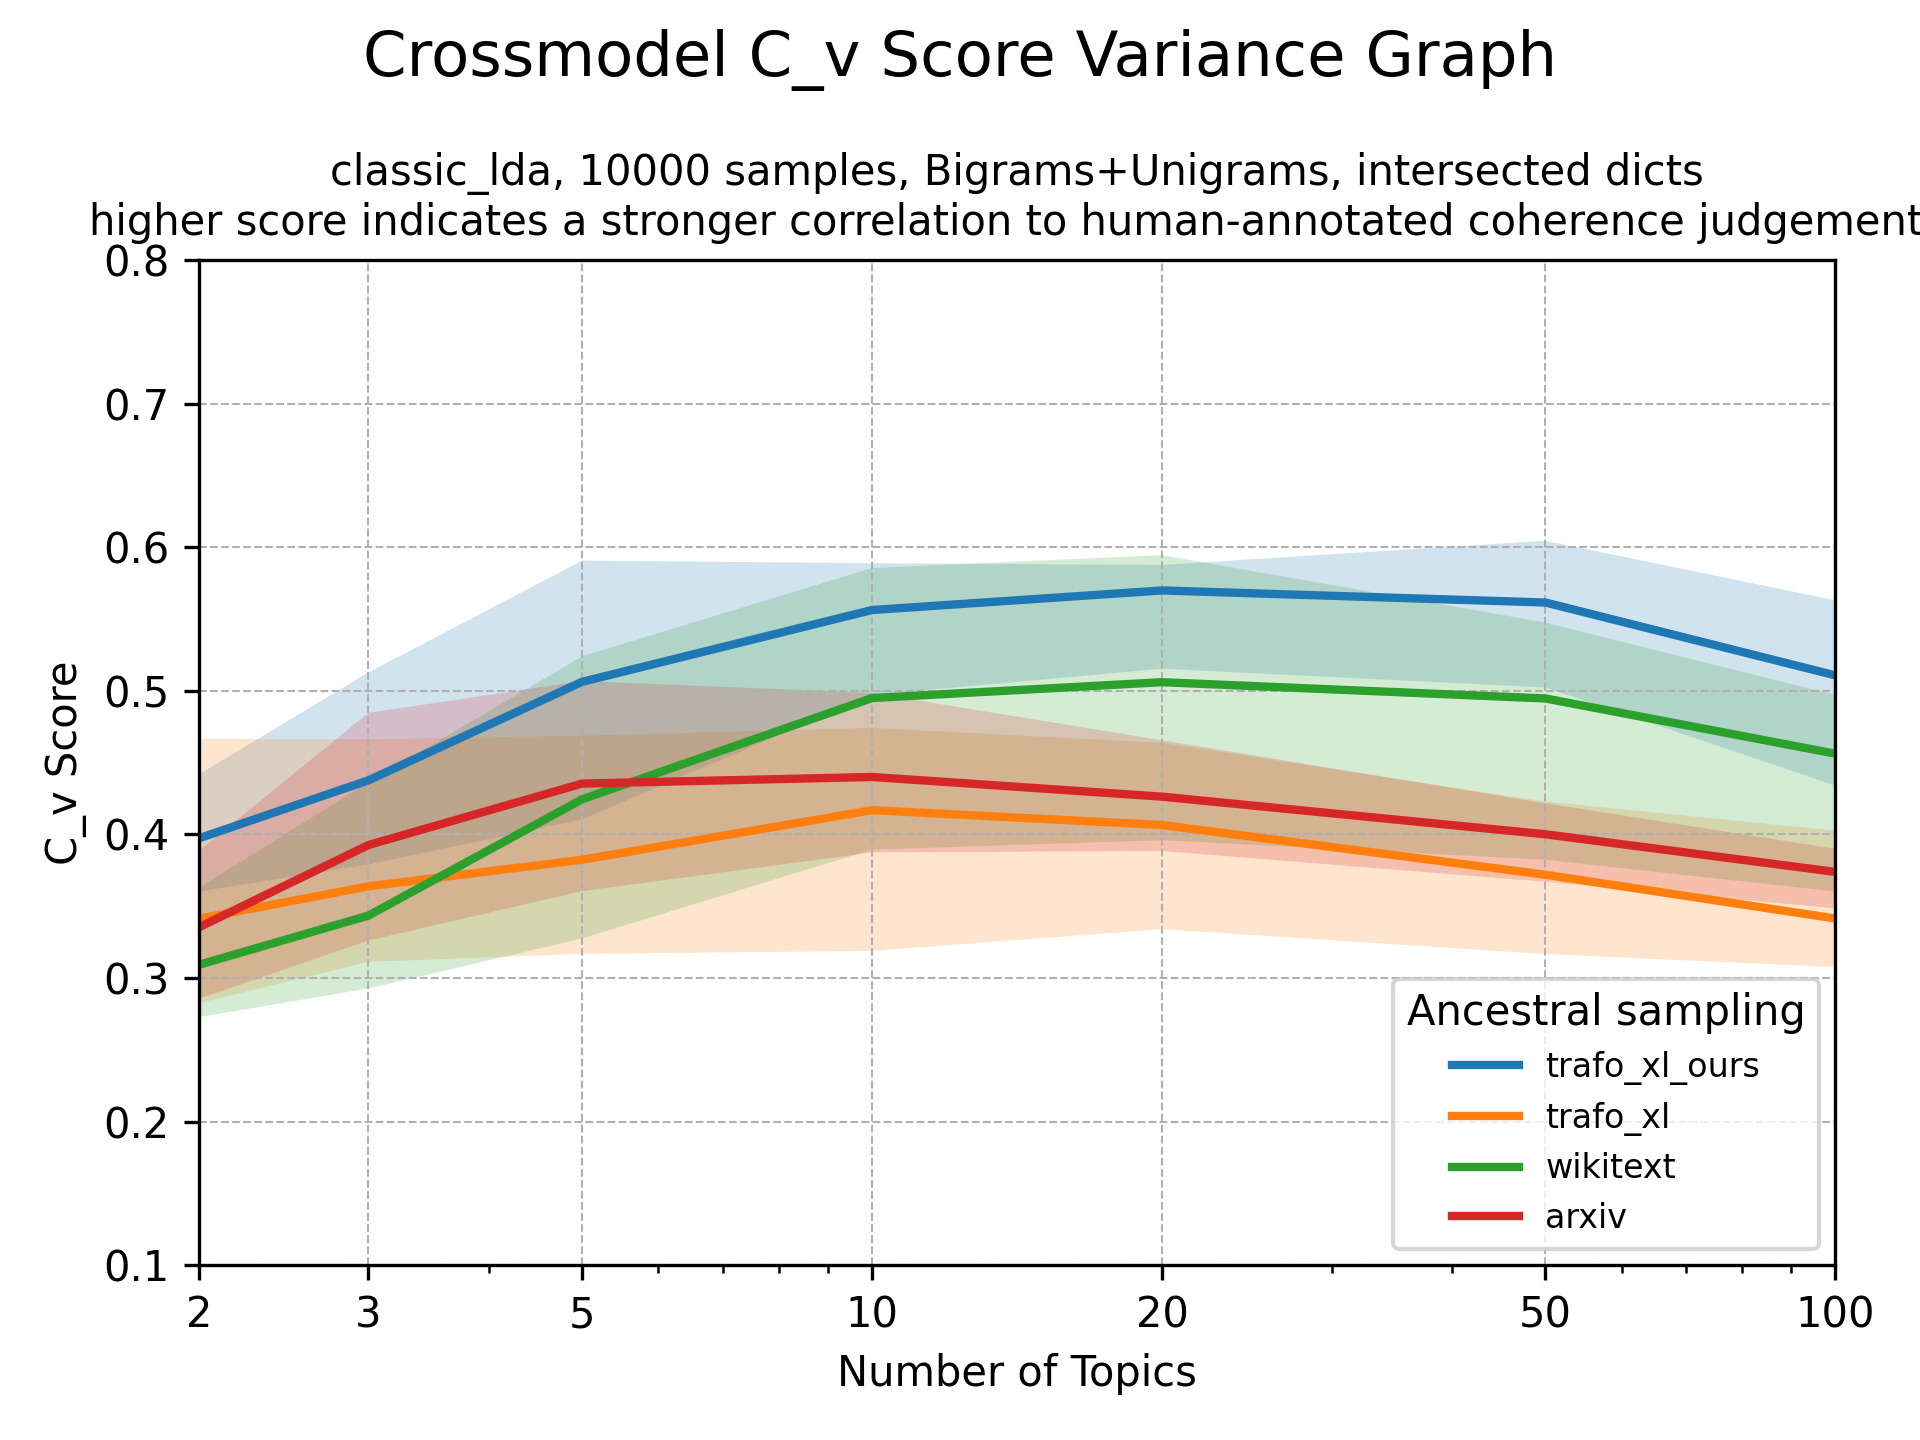 Crossmodel C_v Score Variance Graph
classic_lda, 10000 samples, Bigrams+Unigrams, intersected dicts
higher score indicates a stronger correlation to human-annotated coherence judgement
0.8
0.7
0.6
0.5
0.4
0.3
0.2
0.1
C_v Score
2 3 5 10 20 50 100
Number of Topics
Ancestral sampling
trafo_xl_ours
trafo_xl
wikitext
arxiv